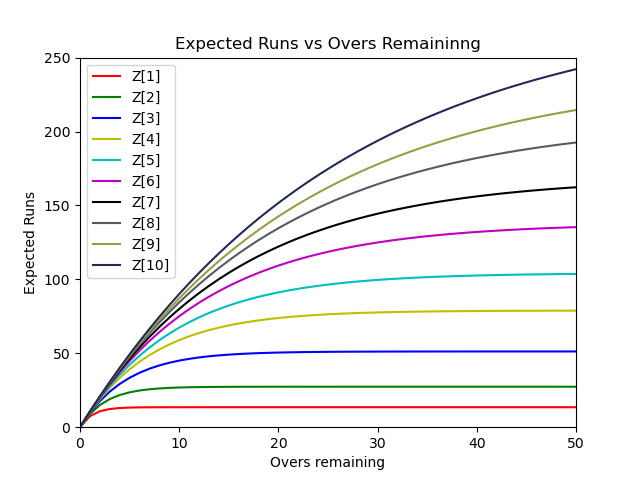 Expected Runs vs Overs Remaininng
250
200
150
100
50
0
Expected Runs
Z[1]
Z[2]
Z[3]
Z[4]
Z[5]
Z[6]
Z[7]
Z[8]
Z[9]
Z[10]
0 10 20 30 40 50
Overs remaining